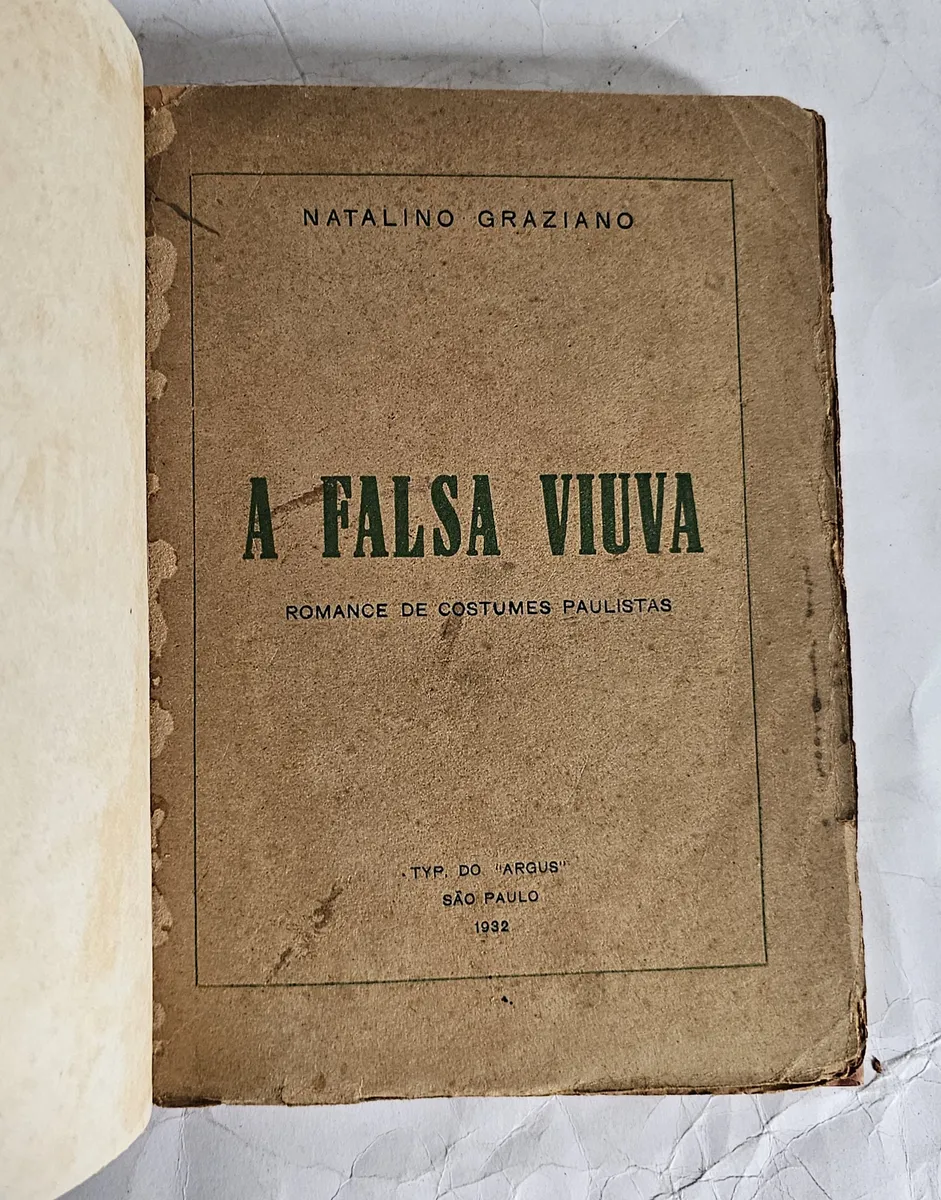 NATALINO GRAZIANO
A FALSA VIUVA
ROMANCE DE COSTUMES PAULISTAS
TYP. DO "ARGUS"
SÃO PAULO
1932